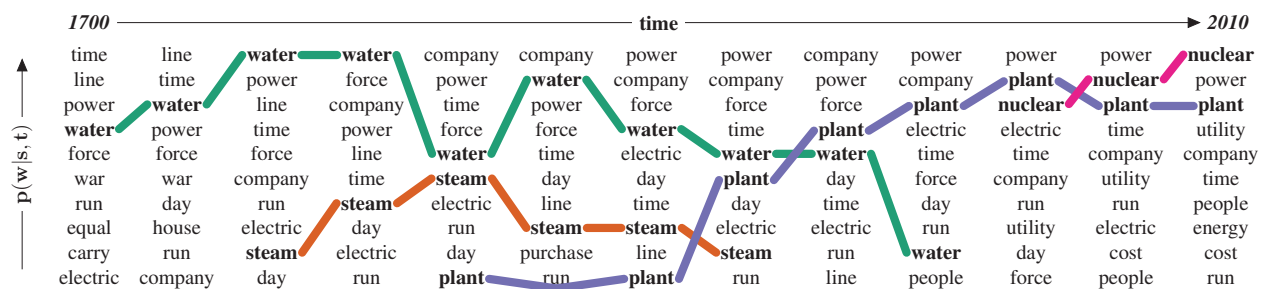 1700 time 2010
time line water water company company power power company power power power nuclear
line time power force power water company company power company plant nuclear power
power water line company time power force force force plant nuclear plant plant
water power time power force force water time plant electric electric time utility
force force force line water time electric water water time time company company
war war company time steam day day plant day force company utility time
run day run steam electric line time day time day run run people
equal house electric day run steam steam electric electric run utility electric energy
carry run steam electric day purchase line steam run water day cost cost
electric company day run plant run plant run line people force people run
p(w|s,t)